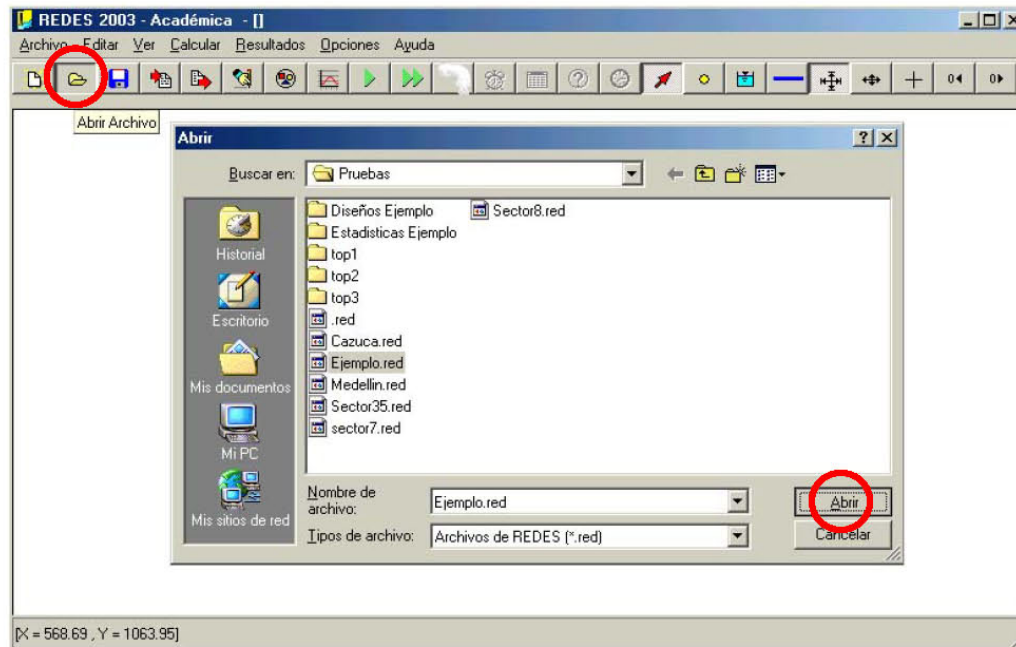 REDES 2003 - Académica - []
Archivo Editar Ver Calcular Resultados Opciones Ayuda
Abrir Archivo
Abrir
Buscar en: Pruebas
Historial
Escritorio
Mis documentos
Mi PC
Mis sitios de red
Diseños Ejemplo
Estadisticas Ejemplo
top1
top2
top3
.red
Cazuca.red
Ejemplo.red
Medellin.red
Sector35.red
sector7.red
Sector8.red
Nombre de archivo: Ejemplo.red
Abrir
Tipos de archivo: Archivos de REDES (*.red)
Cancelar
[X = 568.69 , Y = 1063.95]